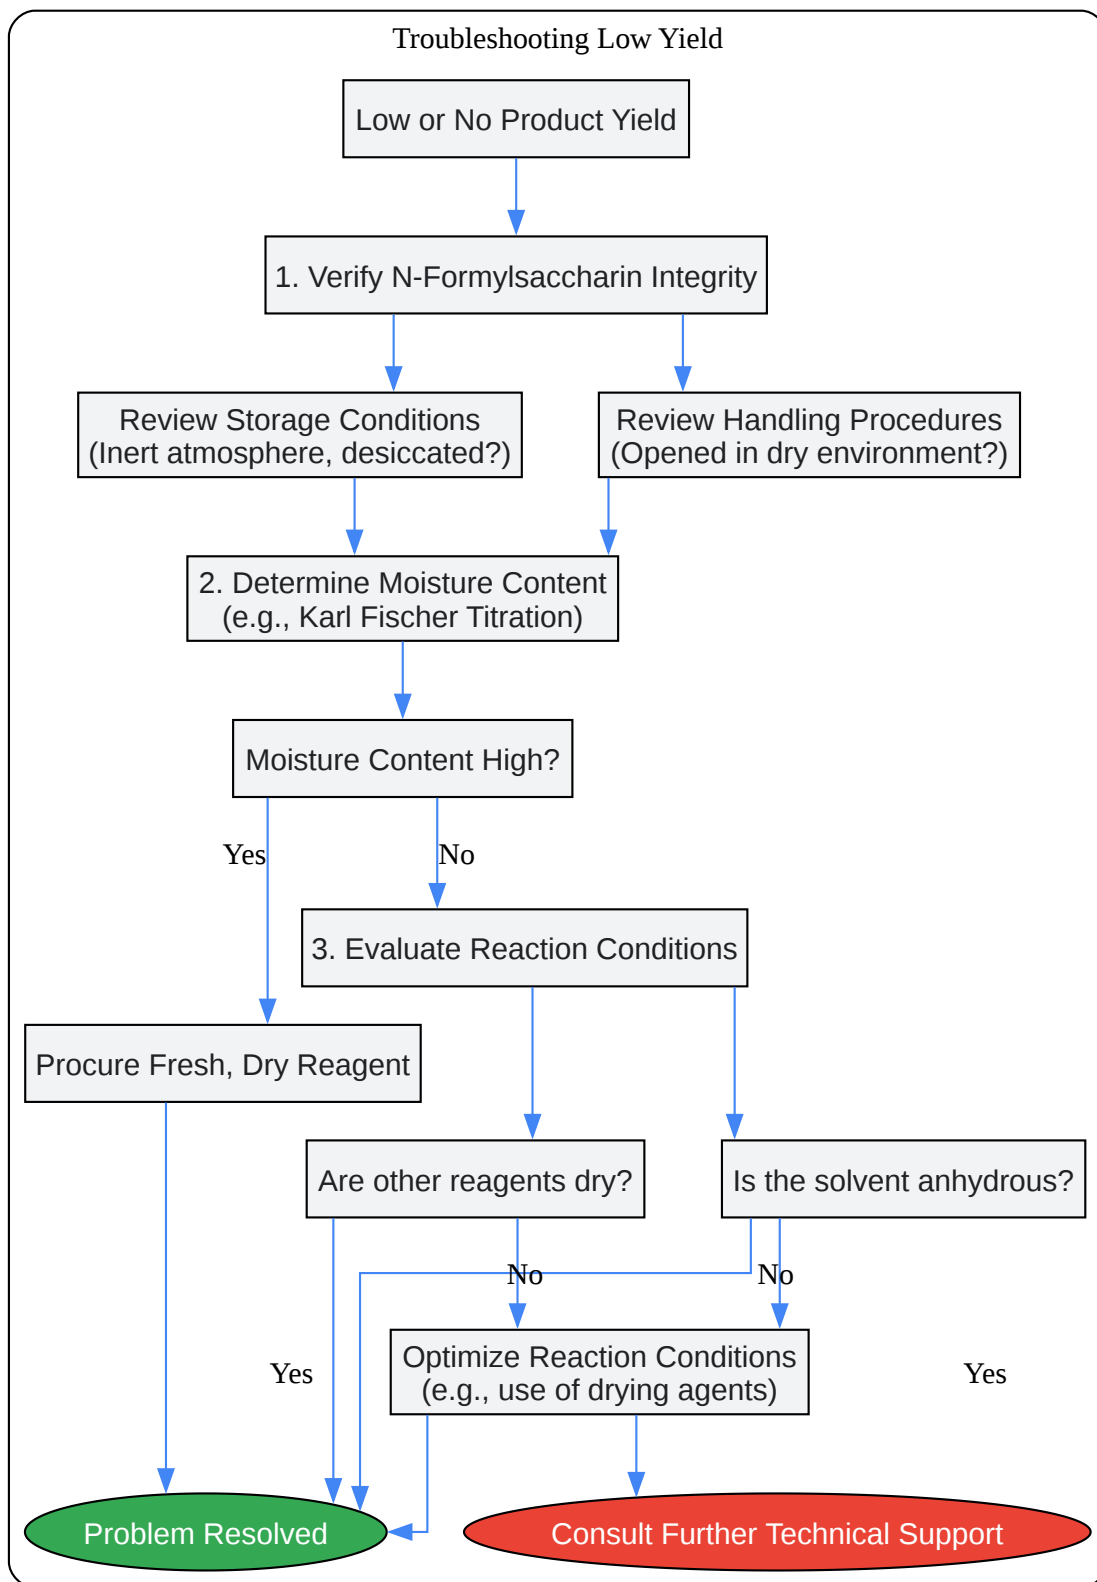 Troubleshooting Low Yield
Low or No Product Yield
1. Verify N-Formylsaccharin Integrity
Review Storage Conditions
(Inert atmosphere, desiccated?)
Review Handling Procedures
(Opened in dry environment?)
2. Determine Moisture Content
(e.g., Karl Fischer Titration)
Moisture Content High?
Yes
No
3. Evaluate Reaction Conditions
Procure Fresh, Dry Reagent
Are other reagents dry?
Is the solvent anhydrous?
No
No
Optimize Reaction Conditions
(e.g., use of drying agents)
Yes
Yes
Problem Resolved
Consult Further Technical Support